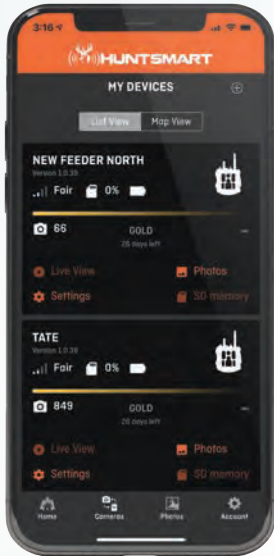 3:16
HUNTSMART
MY DEVICES
List View Map View
NEW FEEDER NORTH
Version 1.0.39
Fair 0%
66 GOLD
26 days left
Live View Photos
Settings SD memory
TATE
Version 1.0.39
Fair 0%
849 GOLD
26 days left
Live View Photos
Settings SD memory
Home Cameras Photos Account